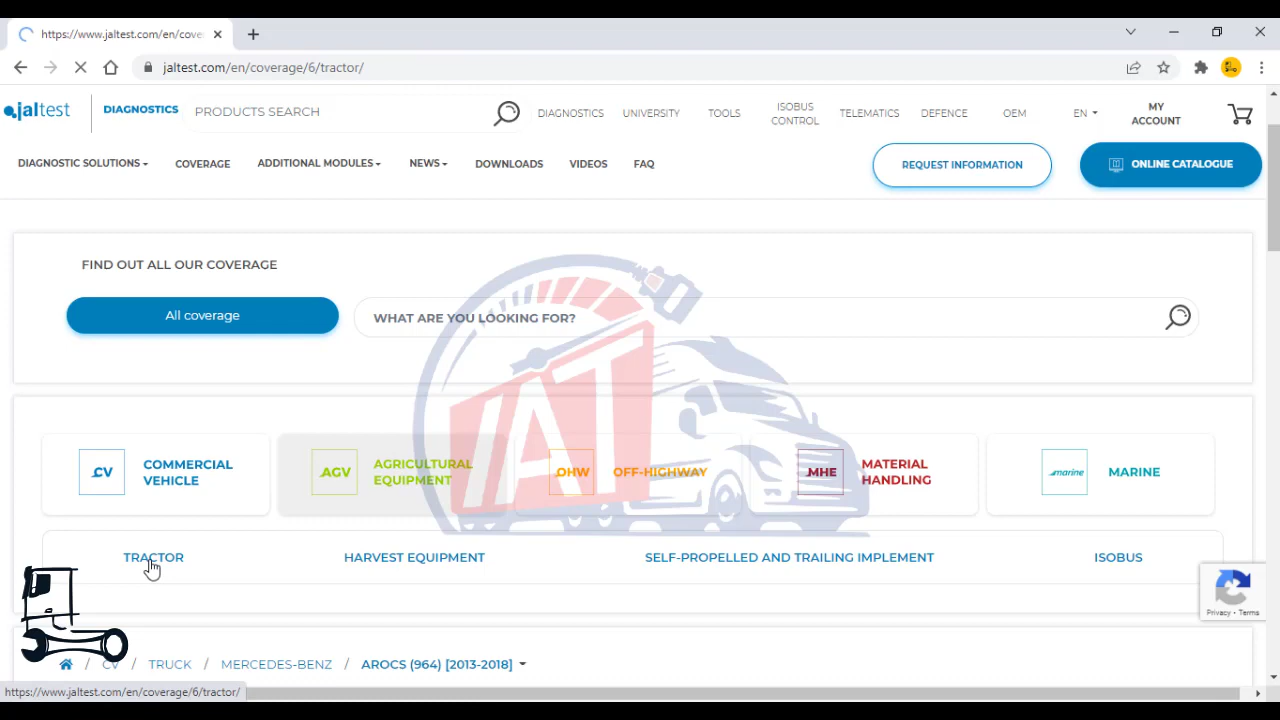 https://www.jaltest.com/en/cove
jaltest.com/en/coverage/6/tractor/
jaltest
DIAGNOSTICS
PRODUCTS SEARCH
DIAGNOSTICS
UNIVERSITY
TOOLS
ISOBUS
CONTROL
TELEMATICS
DEFENCE
OEM
EN
MY
ACCOUNT
DIAGNOSTIC SOLUTIONS
COVERAGE
ADDITIONAL MODULES
NEWS
DOWNLOADS
VIDEOS
FAQ
REQUEST INFORMATION
ONLINE CATALOGUE
FIND OUT ALL OUR COVERAGE
All coverage
WHAT ARE YOU LOOKING FOR?
IAT
CV
COMMERCIAL
VEHICLE
AGV
AGRICULTURAL
EQUIPMENT
OHW
OFF-HIGHWAY
MHE
MATERIAL
HANDLING
marine
MARINE
TRACTOR
HARVEST EQUIPMENT
SELF-PROPELLED AND TRAILING IMPLEMENT
ISOBUS
Privacy - Terms
/ CV / TRUCK / MERCEDES-BENZ / AROCS (964) [2013-2018]
https://www.jaltest.com/en/coverage/6/tractor/